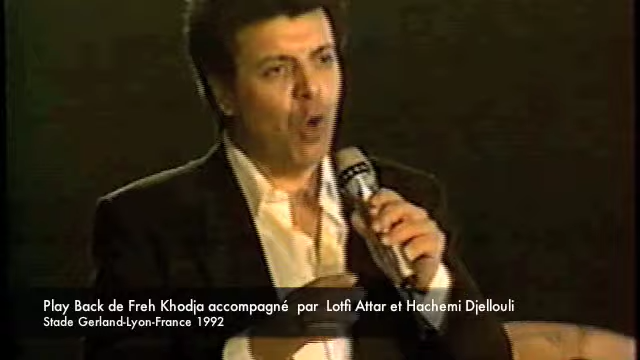 Play Back de Freh Khodja accompagné  par  Lotfi Attar et Hachemi Djellouli
Stade Gerland-Lyon-France 1992